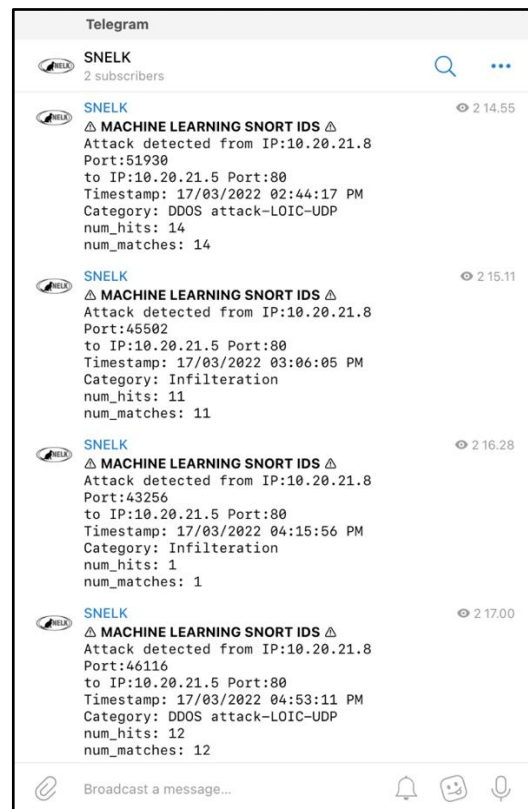 Telegram
SNELK
2 subscribers
SNELK
2 14.55
⚠ MACHINE LEARNING SNORT IDS ⚠
Attack detected from IP:10.20.21.8
Port:51930
to IP:10.20.21.5 Port:80
Timestamp: 17/03/2022 02:44:17 PM
Category: DDOS attack-LOIC-UDP
num_hits: 14
num_matches: 14
SNELK
2 15.11
⚠ MACHINE LEARNING SNORT IDS ⚠
Attack detected from IP:10.20.21.8
Port:45502
to IP:10.20.21.5 Port:80
Timestamp: 17/03/2022 03:06:05 PM
Category: Infilteration
num_hits: 11
num_matches: 11
SNELK
2 16.28
⚠ MACHINE LEARNING SNORT IDS ⚠
Attack detected from IP:10.20.21.8
Port:43256
to IP:10.20.21.5 Port:80
Timestamp: 17/03/2022 04:15:56 PM
Category: Infilteration
num_hits: 1
num_matches: 1
SNELK
2 17.00
⚠ MACHINE LEARNING SNORT IDS ⚠
Attack detected from IP:10.20.21.8
Port:46116
to IP:10.20.21.5 Port:80
Timestamp: 17/03/2022 04:53:11 PM
Category: DDOS attack-LOIC-UDP
num_hits: 12
num_matches: 12
Broadcast a message...